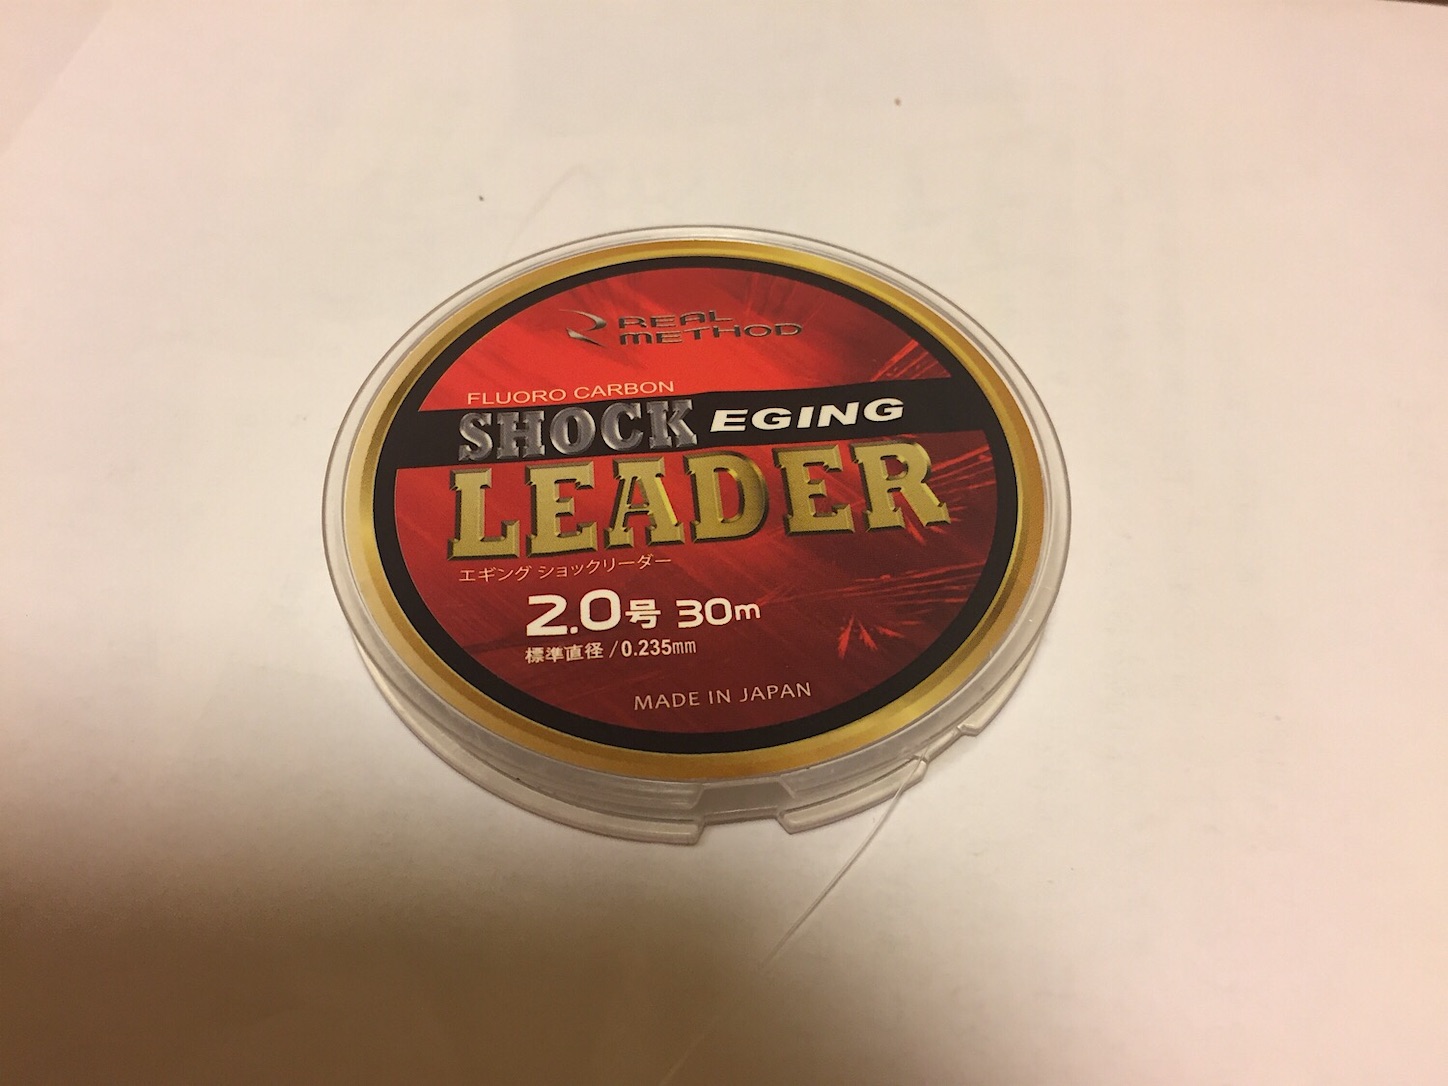 REAL
METHOD
FLUORO CARBON
SHOCK EGING
LEADER
エギング ショックリーダー
2.0号 30m
標準直径 / 0.235mm
MADE IN JAPAN